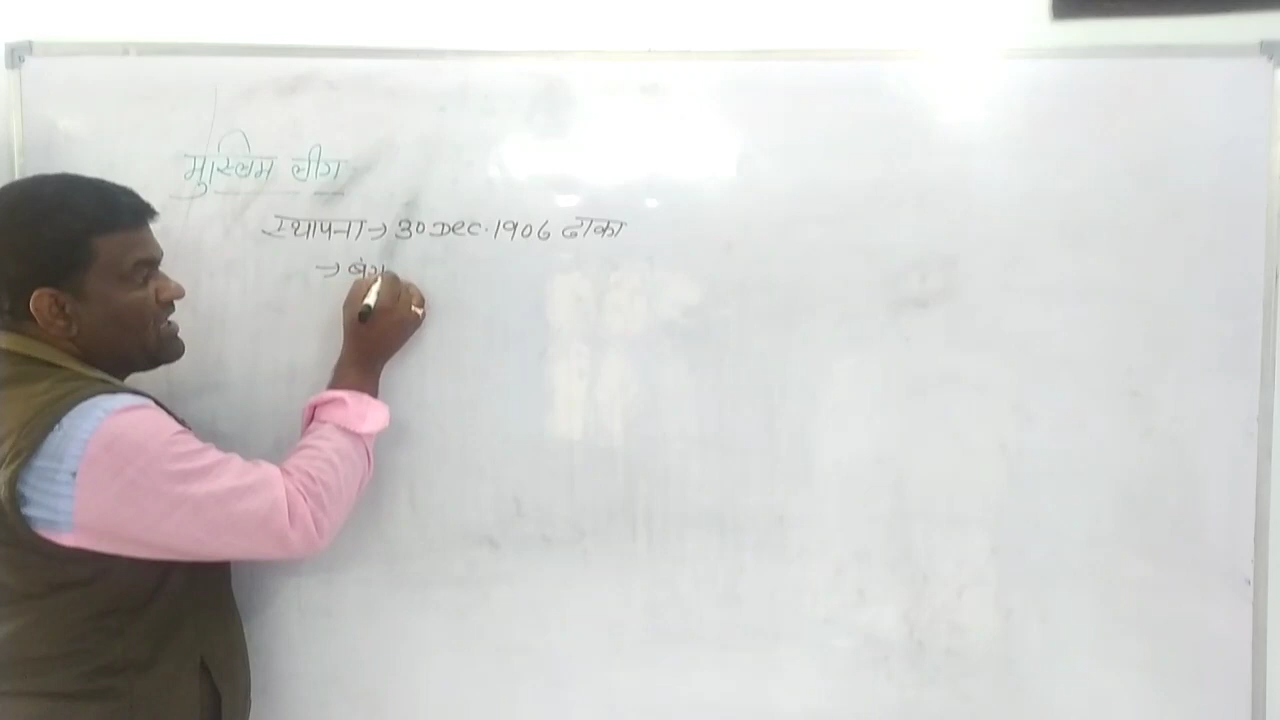 मुस्लिम लीग
स्थापना → 30 Dec. 1906 ढाका
→ बंग